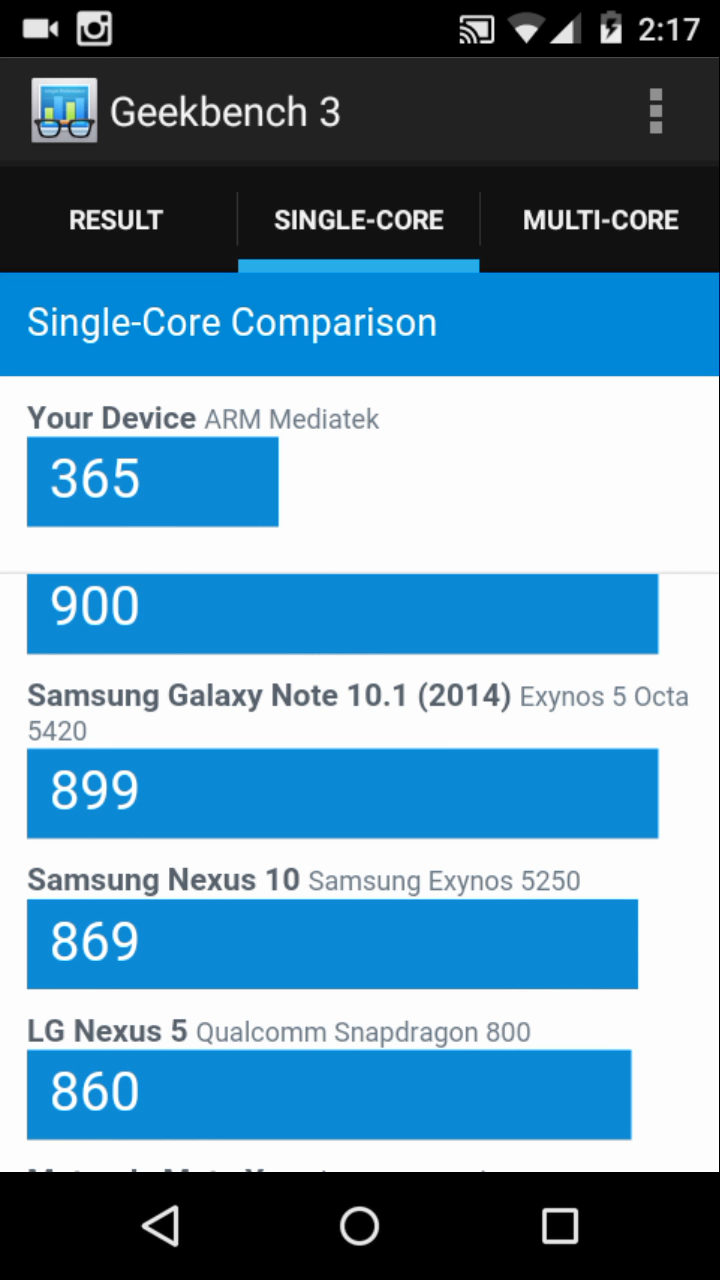 2:17
Geekbench 3
RESULT SINGLE-CORE MULTI-CORE
Single-Core Comparison
Your Device ARM Mediatek
365
900
Samsung Galaxy Note 10.1 (2014) Exynos 5 Octa
5420
899
Samsung Nexus 10 Samsung Exynos 5250
869
LG Nexus 5 Qualcomm Snapdragon 800
860